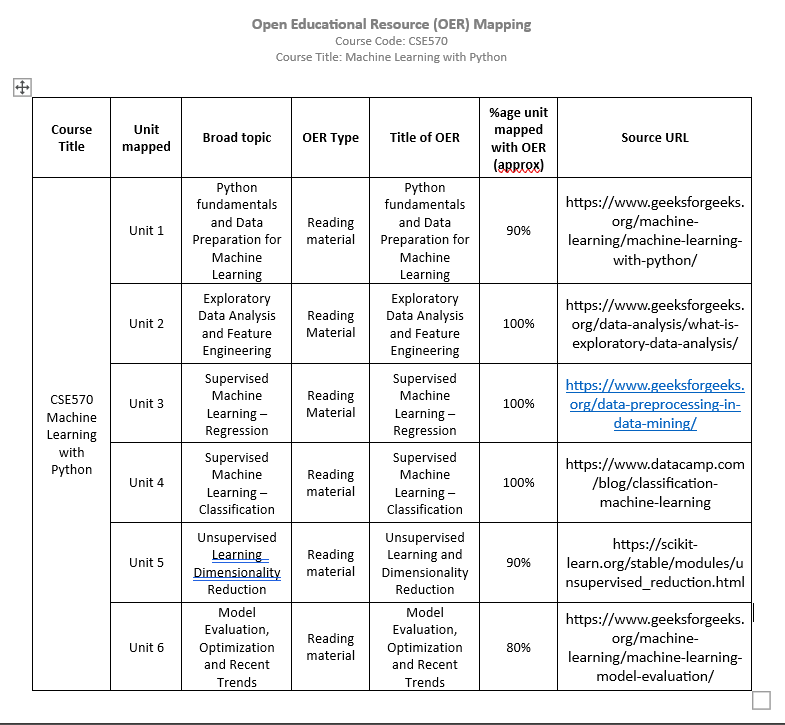 Open Educational Resource (OER) Mapping
Course Code: CSE570
Course Title: Machine Learning with Python
Course
Title
Unit
mapped
Broad topic
OER Type
Title of OER
%age unit
mapped
with OER
(approx)
Source URL
CSE570
Machine
Learning
with
Python
Unit 1
Python
fundamentals
and Data
Preparation for
Machine
Learning
Reading
material
Python
fundamentals
and Data
Preparation for
Machine
Learning
90%
https://www.geeksforgeeks.
org/machine-
learning/machine-learning-
with-python/
Unit 2
Exploratory
Data Analysis
and Feature
Engineering
Reading
Material
Exploratory
Data Analysis
and Feature
Engineering
100%
https://www.geeksforgeeks.
org/data-analysis/what-is-
exploratory-data-analysis/
Unit 3
Supervised
Machine
Learning –
Regression
Reading
Material
Supervised
Machine
Learning –
Regression
100%
https://www.geeksforgeeks.
org/data-preprocessing-in-
data-mining/
Unit 4
Supervised
Machine
Learning –
Classification
Reading
material
Supervised
Machine
Learning –
Classification
100%
https://www.datacamp.com
/blog/classification-
machine-learning
Unit 5
Unsupervised
Learning
Dimensionality
Reduction
Reading
material
Unsupervised
Learning and
Dimensionality
Reduction
90%
https://scikit-
learn.org/stable/modules/u
nsupervised_reduction.html
Unit 6
Model
Evaluation,
Optimization
and Recent
Trends
Reading
material
Model
Evaluation,
Optimization
and Recent
Trends
80%
https://www.geeksforgeeks.
org/machine-
learning/machine-learning-
model-evaluation/